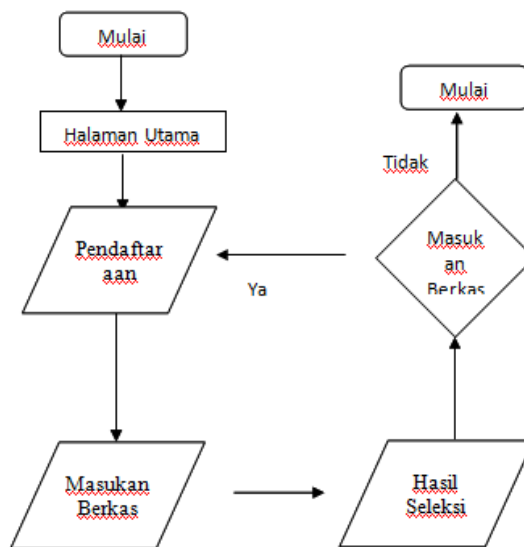 Mulai
Halaman Utama
Pendaftar
aan
Masukan
Berkas
Hasil
Seleksi
Masuk
an
Berkas
Ya
Tidak
Mulai